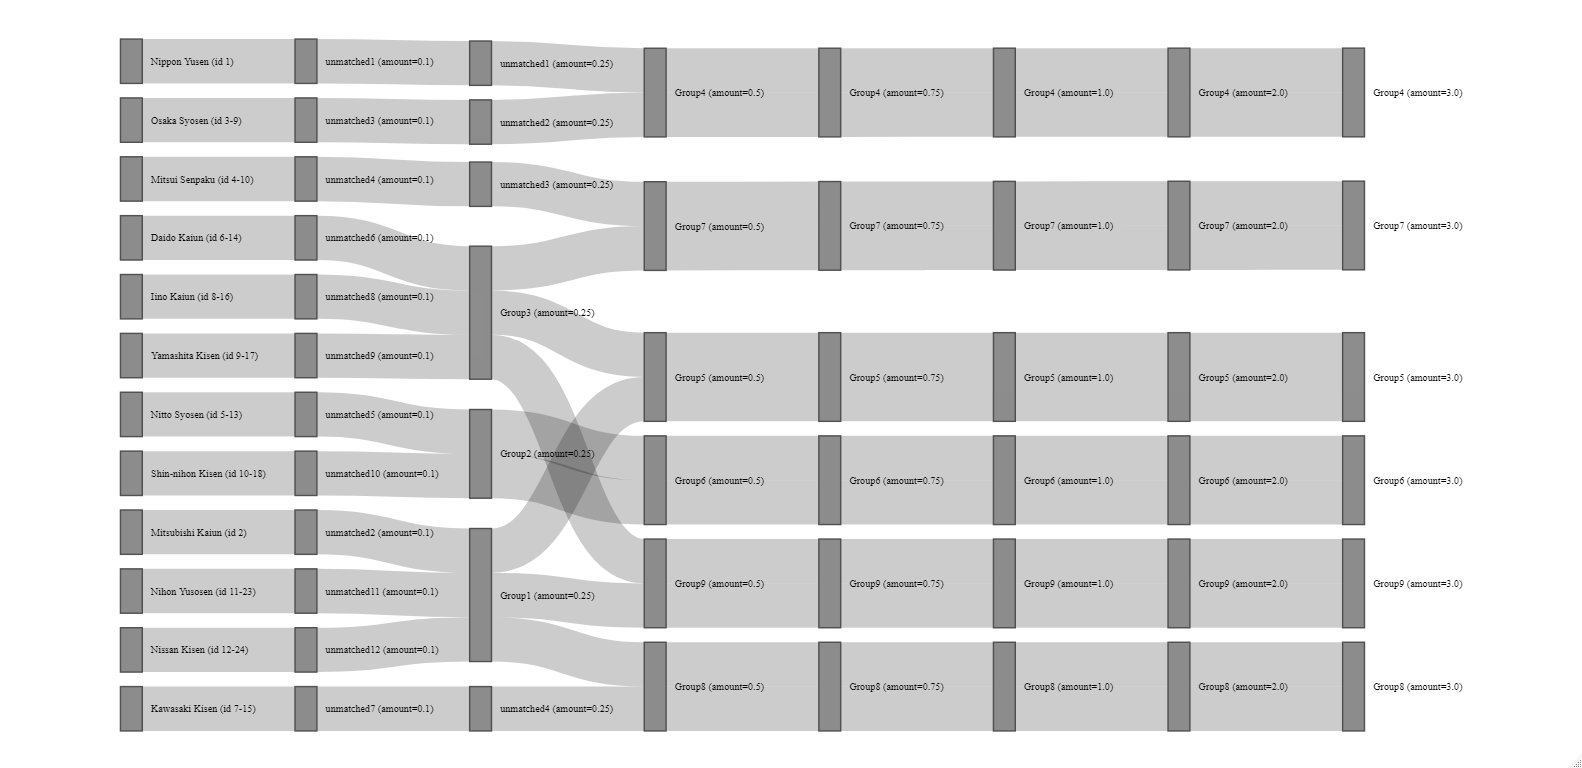 Nippon Yusen (id 1)
Osaka Syosen (id 3-9)
Mitsui Senpaku (id 4-10)
Daido Kaiun (id 6-14)
Iino Kaiun (id 8-16)
Yamashita Kisen (id 9-17)
Nitto Syosen (id 5-13)
Shin-nihon Kisen (id 10-18)
Mitsubishi Kaiun (id 2)
Nihon Yusosen (id 11-23)
Nissan Kisen (id 12-24)
Kawasaki Kisen (id 7-15)
unmatched1 (amount=0.1)
unmatched3 (amount=0.1)
unmatched4 (amount=0.1)
unmatched6 (amount=0.1)
unmatched8 (amount=0.1)
unmatched9 (amount=0.1)
unmatched5 (amount=0.1)
unmatched10 (amount=0.1)
unmatched2 (amount=0.1)
unmatched11 (amount=0.1)
unmatched12 (amount=0.1)
unmatched7 (amount=0.1)
unmatched1 (amount=0.25)
unmatched2 (amount=0.25)
unmatched3 (amount=0.25)
Group3 (amount=0.25)
Group2 (amount=0.25)
Group1 (amount=0.25)
unmatched4 (amount=0.25)
Group4 (amount=0.5)
Group7 (amount=0.5)
Group5 (amount=0.5)
Group6 (amount=0.5)
Group9 (amount=0.5)
Group8 (amount=0.5)
Group4 (amount=0.75)
Group7 (amount=0.75)
Group5 (amount=0.75)
Group6 (amount=0.75)
Group9 (amount=0.75)
Group8 (amount=0.75)
Group4 (amount=1.0)
Group7 (amount=1.0)
Group5 (amount=1.0)
Group6 (amount=1.0)
Group9 (amount=1.0)
Group8 (amount=1.0)
Group4 (amount=2.0)
Group7 (amount=2.0)
Group5 (amount=2.0)
Group6 (amount=2.0)
Group9 (amount=2.0)
Group8 (amount=2.0)
Group4 (amount=3.0)
Group7 (amount=3.0)
Group5 (amount=3.0)
Group6 (amount=3.0)
Group9 (amount=3.0)
Group8 (amount=3.0)